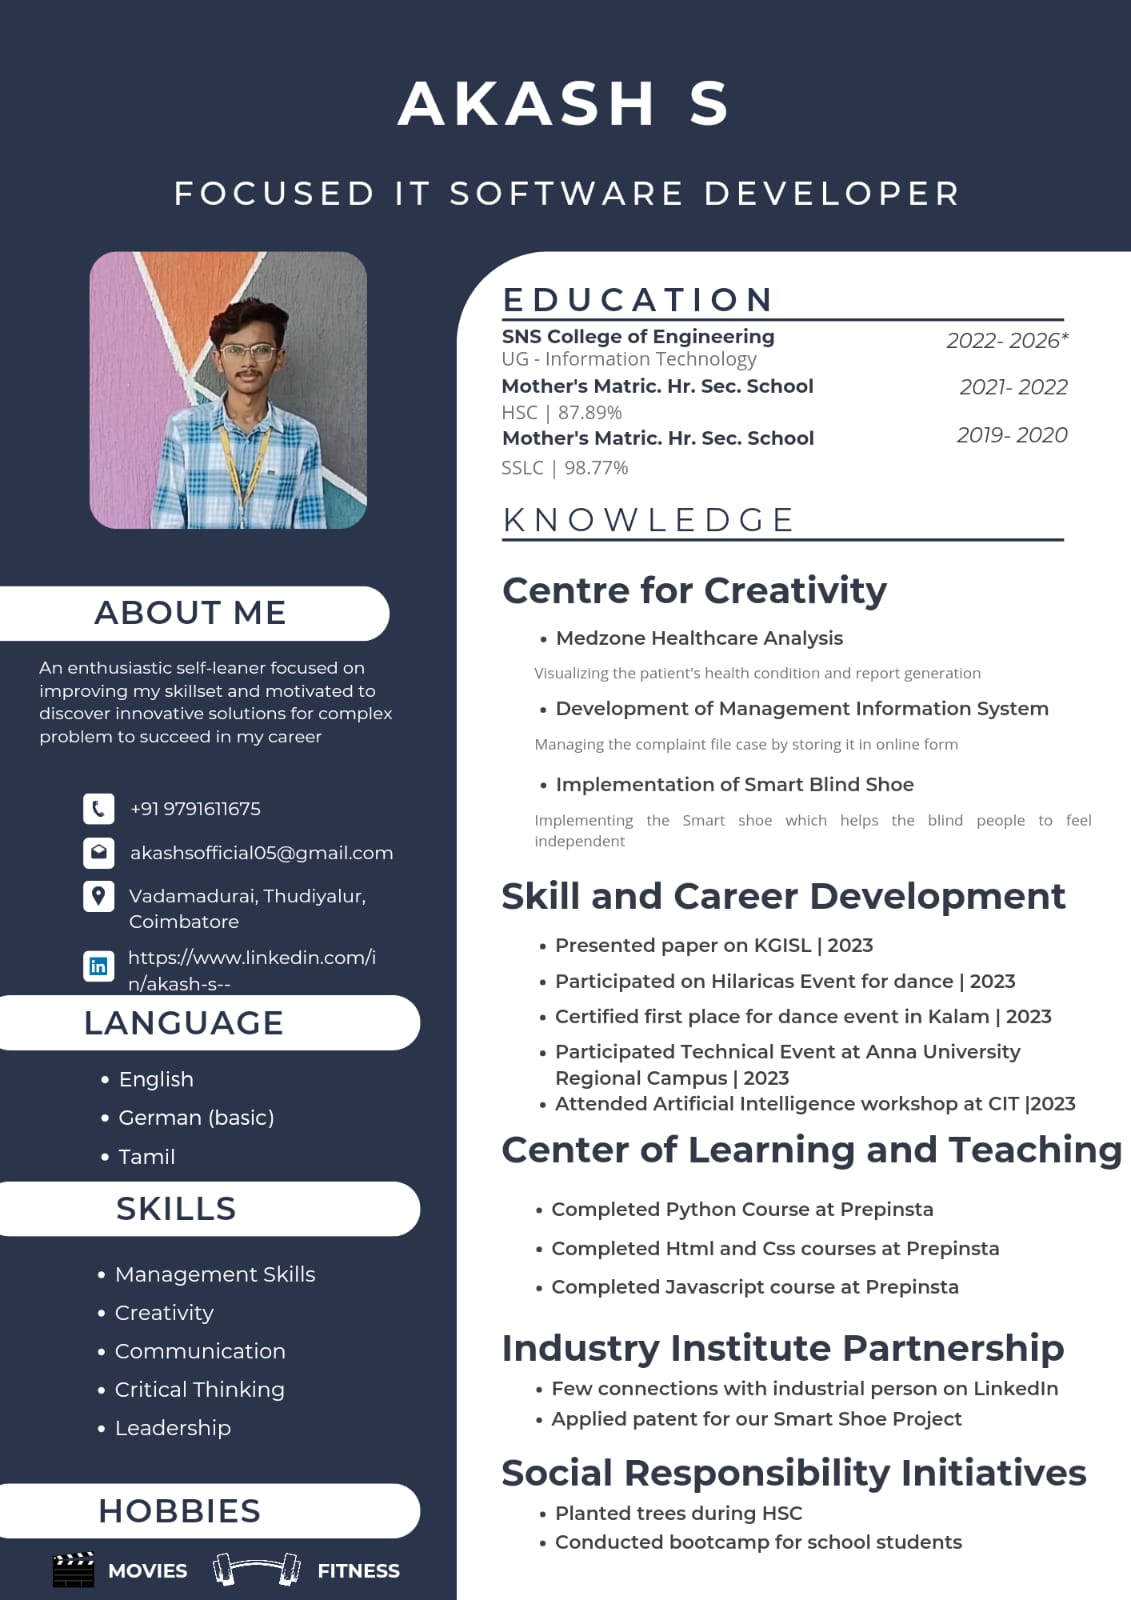 AKASH S
FOCUSED IT SOFTWARE DEVELOPER
ABOUT ME
An enthusiastic self-leaner focused on
improving my skillset and motivated to
discover innovative solutions for complex
problem to succeed in my career
+91 9791611675
akashsofficial05@gmail.com
Vadamadurai, Thudiyalur,
Coimbatore
https://www.linkedin.com/i
n/akash-s--
LANGUAGE
• English
• German (basic)
• Tamil
SKILLS
• Management Skills
• Creativity
• Communication
• Critical Thinking
• Leadership
HOBBIES
MOVIES FITNESS
EDUCATION
SNS College of Engineering 2022- 2026*
UG - Information Technology
Mother's Matric. Hr. Sec. School 2021- 2022
HSC | 87.89%
Mother's Matric. Hr. Sec. School 2019- 2020
SSLC | 98.77%
KNOWLEDGE
Centre for Creativity
• Medzone Healthcare Analysis
Visualizing the patient's health condition and report generation
• Development of Management Information System
Managing the complaint file case by storing it in online form
• Implementation of Smart Blind Shoe
Implementing the Smart shoe which helps the blind people to feel
independent
Skill and Career Development
• Presented paper on KGISL | 2023
• Participated on Hilaricas Event for dance | 2023
• Certified first place for dance event in Kalam | 2023
• Participated Technical Event at Anna University
Regional Campus | 2023
• Attended Artificial Intelligence workshop at CIT |2023
Center of Learning and Teaching
• Completed Python Course at Prepinsta
• Completed Html and Css courses at Prepinsta
• Completed Javascript course at Prepinsta
Industry Institute Partnership
• Few connections with industrial person on LinkedIn
• Applied patent for our Smart Shoe Project
Social Responsibility Initiatives
• Planted trees during HSC
• Conducted bootcamp for school students